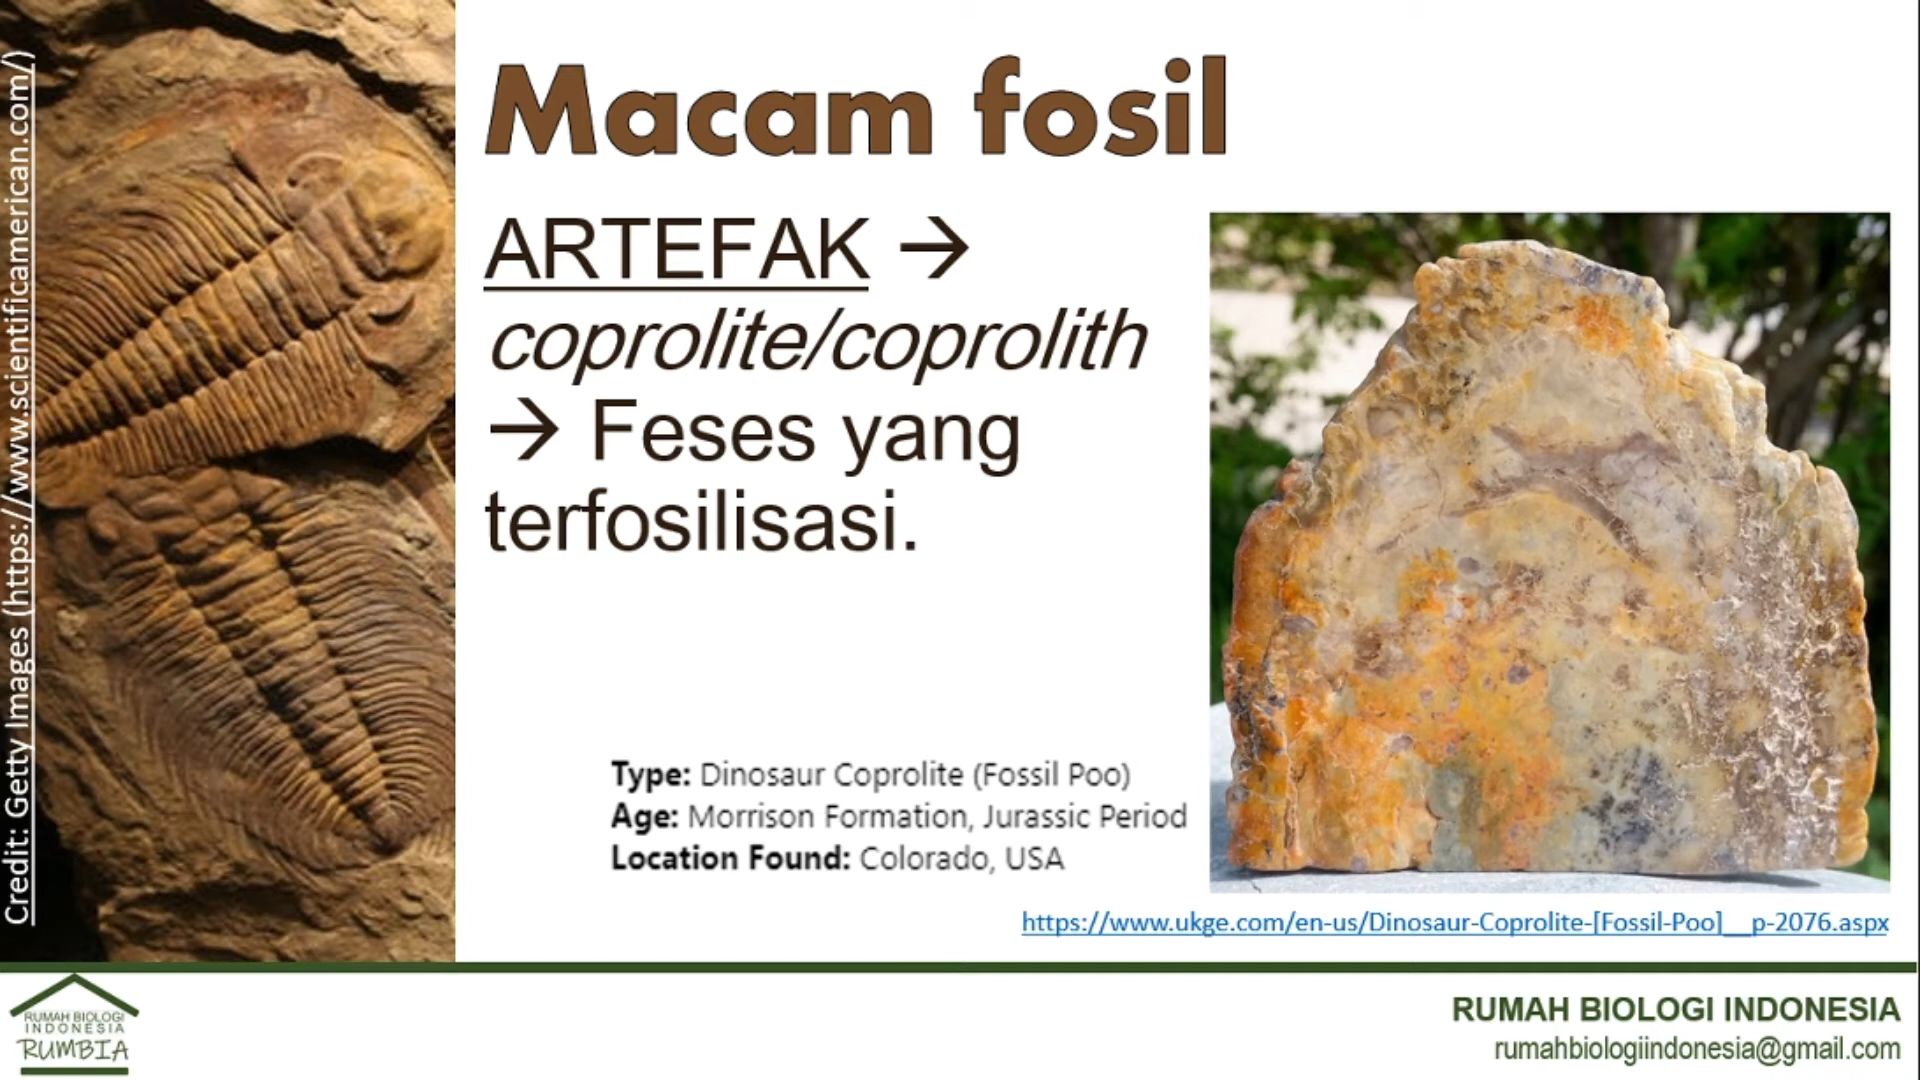 Credit: Getty Images (https://www.scientificamerican.com/)
Macam fosil
ARTEFAK →
coprolite/coprolith
→ Feses yang
terfosilisasi.
Type: Dinosaur Coprolite (Fossil Poo)
Age: Morrison Formation, Jurassic Period
Location Found: Colorado, USA
https://www.ukge.com/en-us/Dinosaur-Coprolite-[Fossil-Poo]__p-2076.aspx
RUMAH BIOLOGI
INDONESIA
RUMBIA
RUMAH BIOLOGI INDONESIA
rumahbiologiindonesia@gmail.com